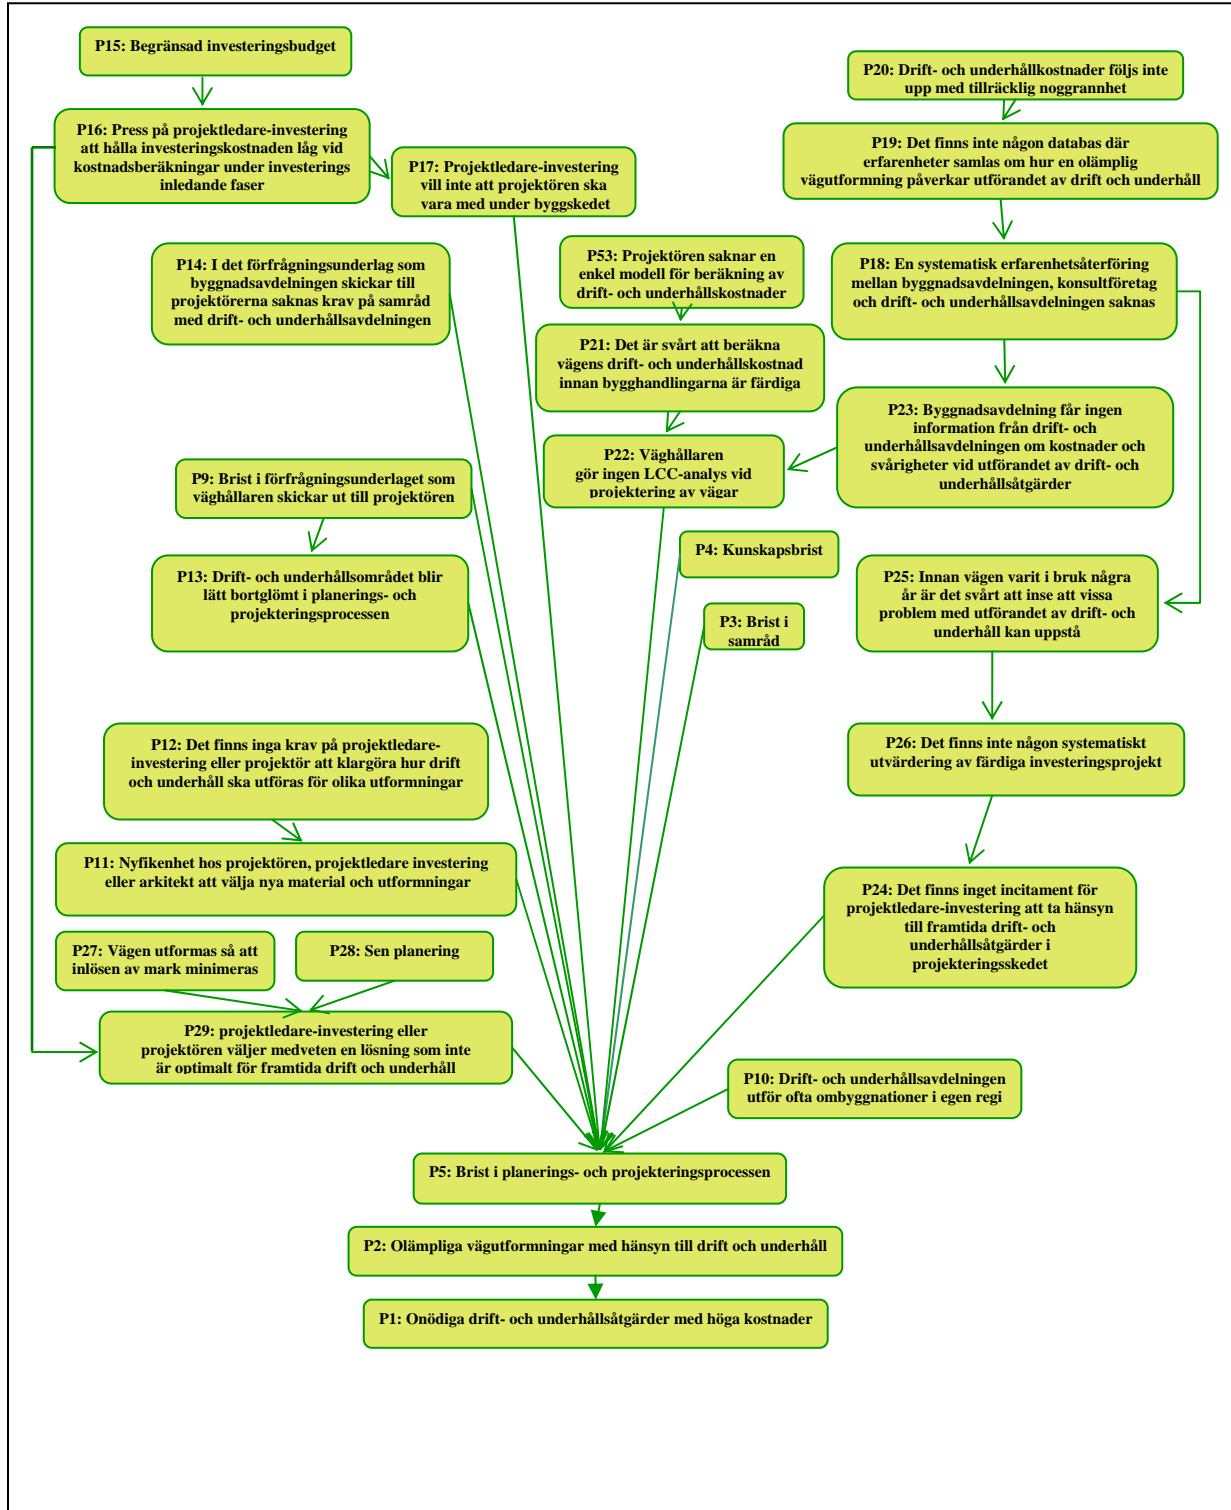 P15: Begränsad investeringsbudget
P20: Drift- och underhållkostnader följs inte
upp med tillräcklig noggrannhet
P16: Press på projektledare-investering
att hålla investeringskostnaden låg vid
kostnadsberäkningar under investerings
inledande faser
P19: Det finns inte någon databas där
erfarenheter samlas om hur en olämplig
vägutformning påverkar utförandet av drift och underhåll
P17: Projektledare-investering
vill inte att projektören ska
vara med under byggskedet
P14: I det förfrågningsunderlag som
byggnadsavdelningen skickar till
projektörerna saknas krav på samråd
med drift- och underhållsavdelningen
P53: Projektören saknar en
enkel modell för beräkning av
drift- och underhållskostnader
P18: En systematisk erfarenhetsåterföring
mellan byggnadsavdelningen, konsultföretag
och drift- och underhållsavdelningen saknas
P21: Det är svårt att beräkna
vägens drift- och underhållskostnad
innan bygghandlingarna är färdiga
P23: Byggnadsavdelning får ingen
information från drift- och
underhållsavdelningen om kostnader och
svårigheter vid utförandet av drift- och
underhållsåtgärder
P22: Väghållaren
gör ingen LCC-analys vid
projektering av vägar
P9: Brist i förfrågningsunderlaget som
väghållaren skickar ut till projektören
P4: Kunskapsbrist
P13: Drift- och underhållsområdet blir
lätt bortglömt i planerings- och
projekteringsprocessen
P25: Innan vägen varit i bruk några
år är det svårt att inse att vissa
problem med utförandet av drift- och
underhåll kan uppstå
P3: Brist i
samråd
P12: Det finns inga krav på projektledare-
investering eller projektör att klargöra hur drift
och underhåll ska utföras för olika utformningar
P26: Det finns inte någon systematiskt
utvärdering av färdiga investeringsprojekt
P11: Nyfikenhet hos projektören, projektledare investering
eller arkitekt att välja nya material och utformningar
P24: Det finns inget incitament för
projektledare-investering att ta hänsyn
till framtida drift- och
underhållsåtgärder i
projekteringsskedet
P27: Vägen utformas så att
inlösen av mark minimeras
P28: Sen planering
P29: projektledare-investering eller
projektören väljer medveten en lösning som inte
är optimalt för framtida drift och underhåll
P10: Drift- och underhållsavdelningen
utför ofta ombyggnationer i egen regi
P5: Brist i planerings- och projekteringsprocessen
P2: Olämpliga vägutformningar med hänsyn till drift och underhåll
P1: Onödiga drift- och underhållsåtgärder med höga kostnader